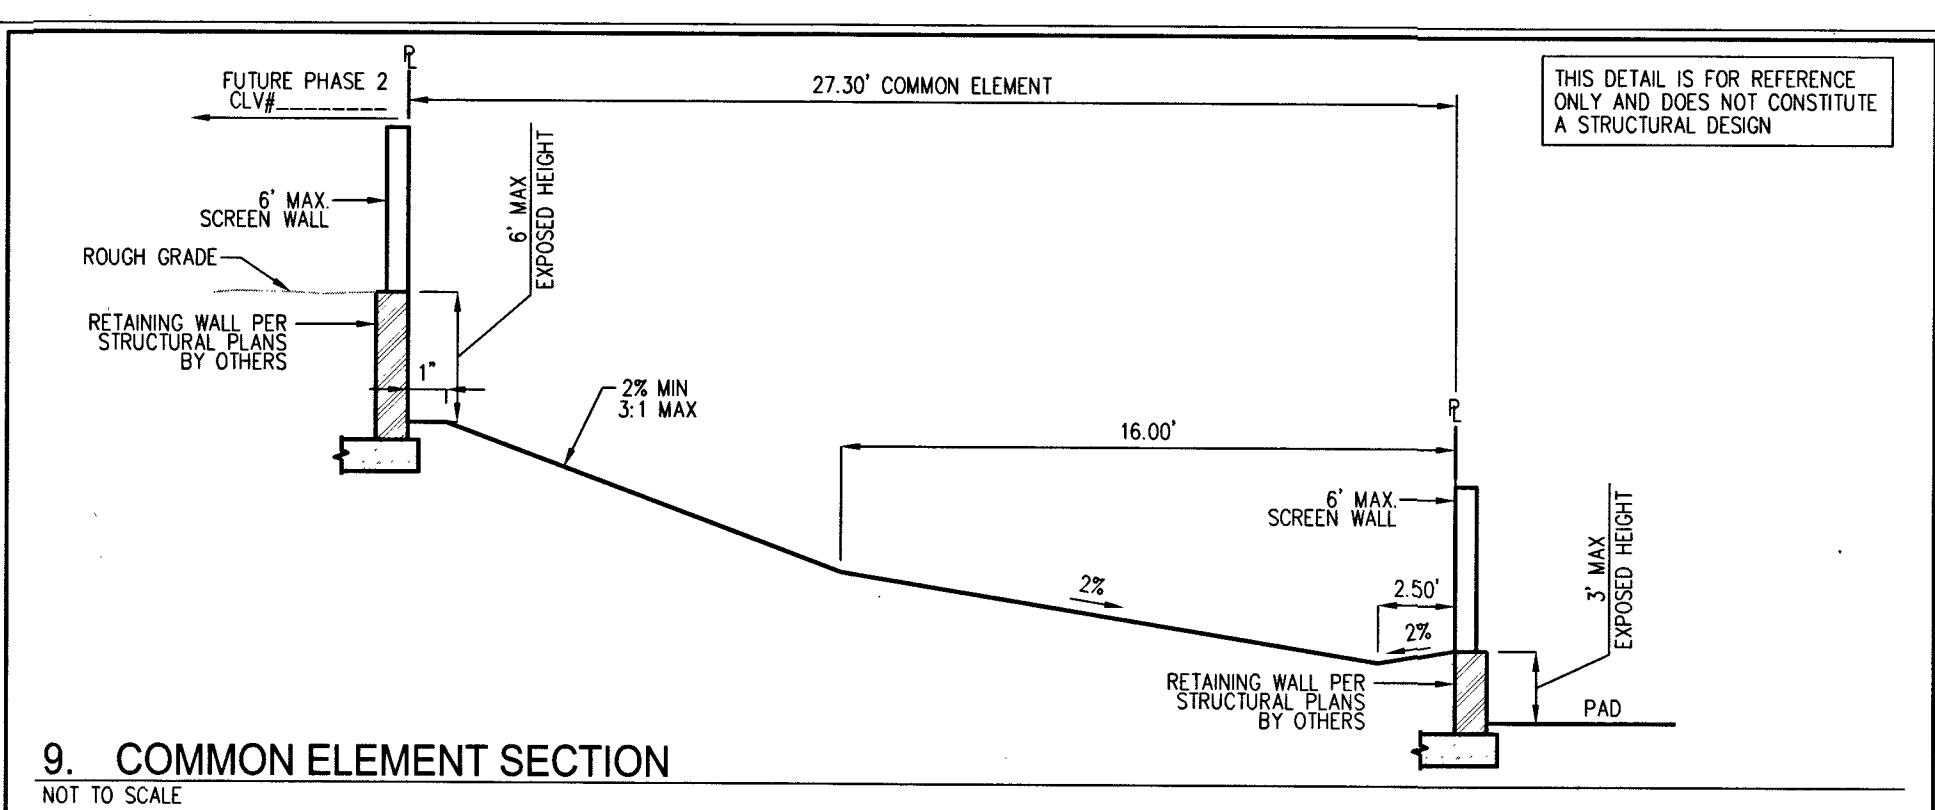 ℄
FUTURE PHASE 2
CLV#_________
27.30' COMMON ELEMENT
THIS DETAIL IS FOR REFERENCE
ONLY AND DOES NOT CONSTITUTE
A STRUCTURAL DESIGN
6' MAX.
SCREEN WALL
6' MAX
EXPOSED HEIGHT
ROUGH GRADE
RETAINING WALL PER
STRUCTURAL PLANS
BY OTHERS
1"
2% MIN
3:1 MAX
16.00'
℄
6' MAX.
SCREEN WALL
3' MAX
EXPOSED HEIGHT
2%
2.50'
2%
RETAINING WALL PER
STRUCTURAL PLANS
BY OTHERS
PAD
9. COMMON ELEMENT SECTION
NOT TO SCALE